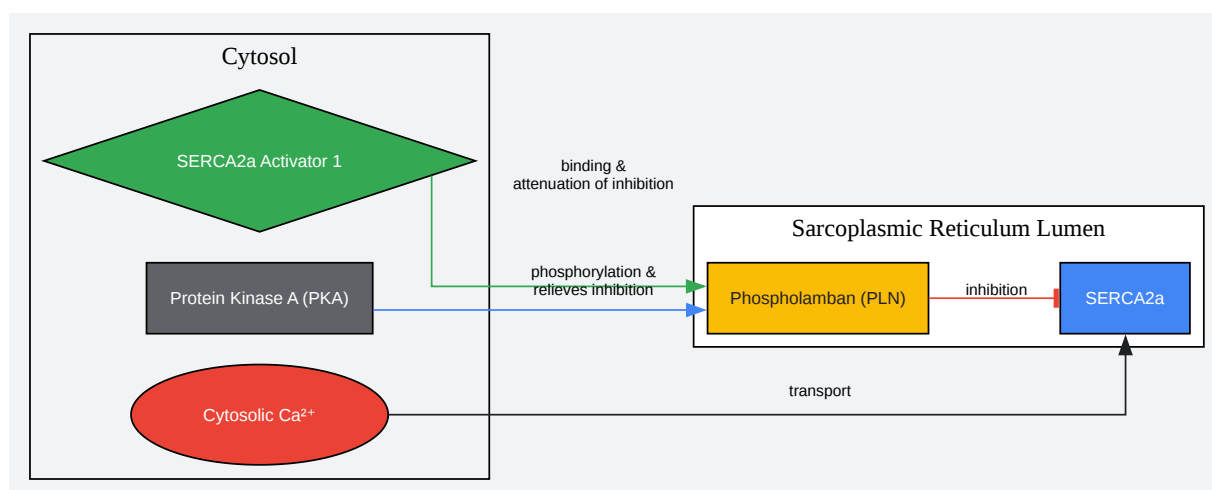 Cytosol
SERCA2a Activator 1
binding &
attenuation of inhibition
Sarcoplasmic Reticulum Lumen
Protein Kinase A (PKA)
phosphorylation &
relieves inhibition
Phospholamban (PLN)
inhibition
SERCA2a
transport
Cytosolic Ca²⁺